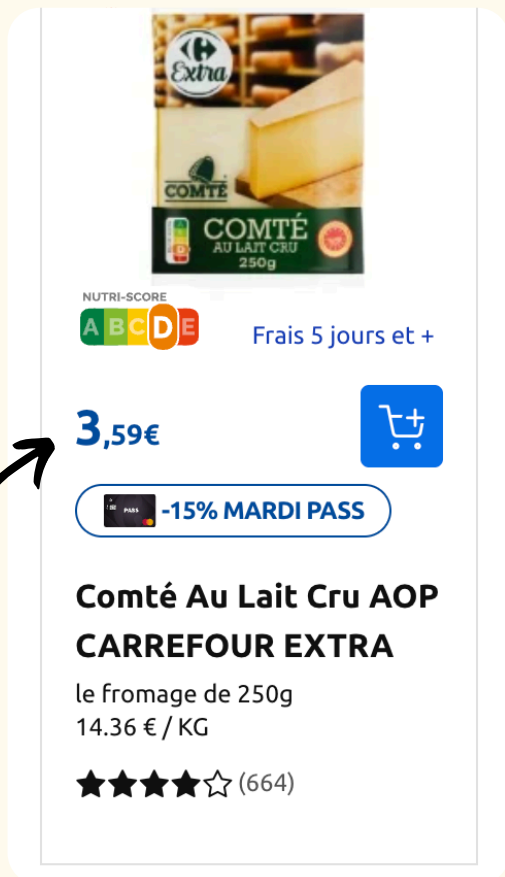 Extra
COMTÉ
COMTÉ
AU LAIT CRU
250g
NUTRI-SCORE
A B C D E
Frais 5 jours et +
3,59€
PASS
-15% MARDI PASS
Comté Au Lait Cru AOP
CARREFOUR EXTRA
le fromage de 250g
14.36 € / KG
(664)